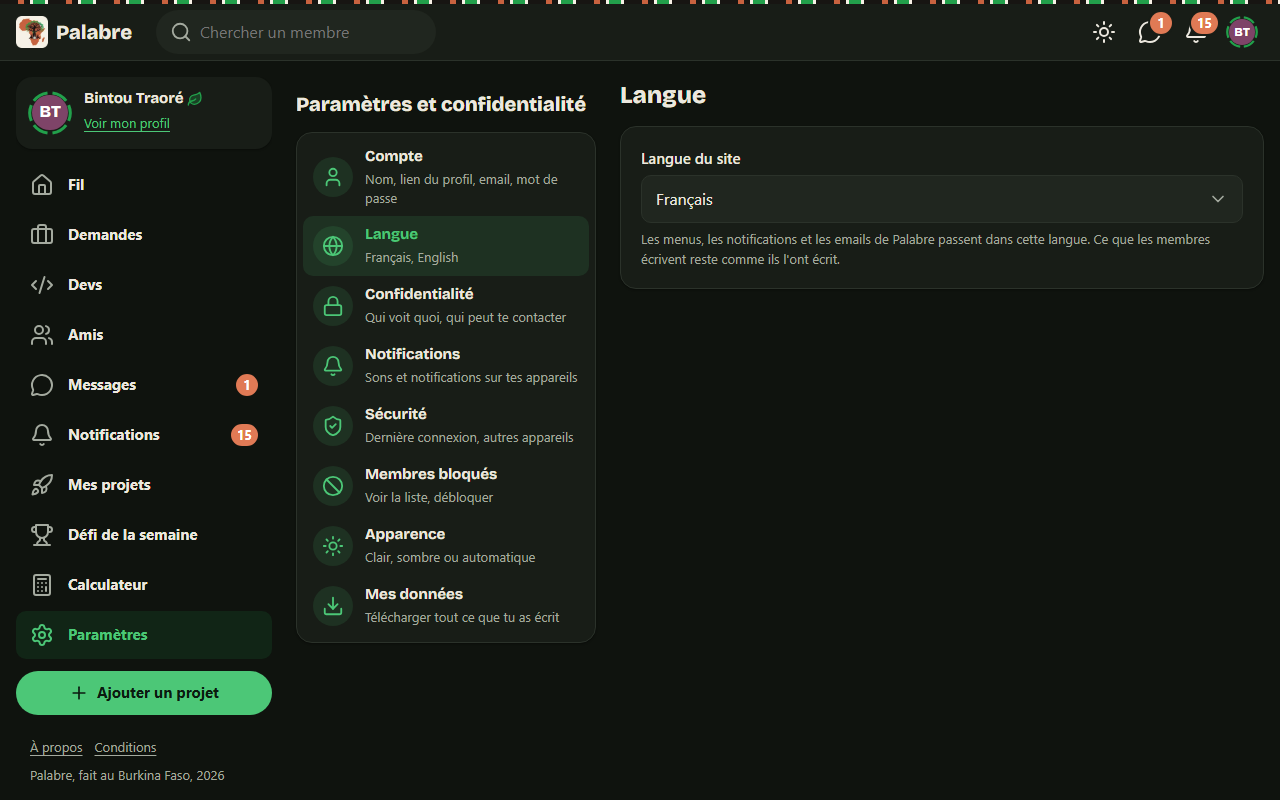 Palabre
Chercher un membre
1
15
BT
BT
Bintou Traoré
Voir mon profil
Fil
Demandes
Devs
Amis
Messages
1
Notifications
15
Mes projets
Défi de la semaine
Calculateur
Paramètres
Ajouter un projet
À propos Conditions
Palabre, fait au Burkina Faso, 2026
Paramètres et confidentialité
Compte
Nom, lien du profil, email, mot de
passe
Langue
Français, English
Confidentialité
Qui voit quoi, qui peut te contacter
Notifications
Sons et notifications sur tes appareils
Sécurité
Dernière connexion, autres appareils
Membres bloqués
Voir la liste, débloquer
Apparence
Clair, sombre ou automatique
Mes données
Télécharger tout ce que tu as écrit
Langue
Langue du site
Français
Les menus, les notifications et les emails de Palabre passent dans cette langue. Ce que les membres
écrivent reste comme ils l'ont écrit.